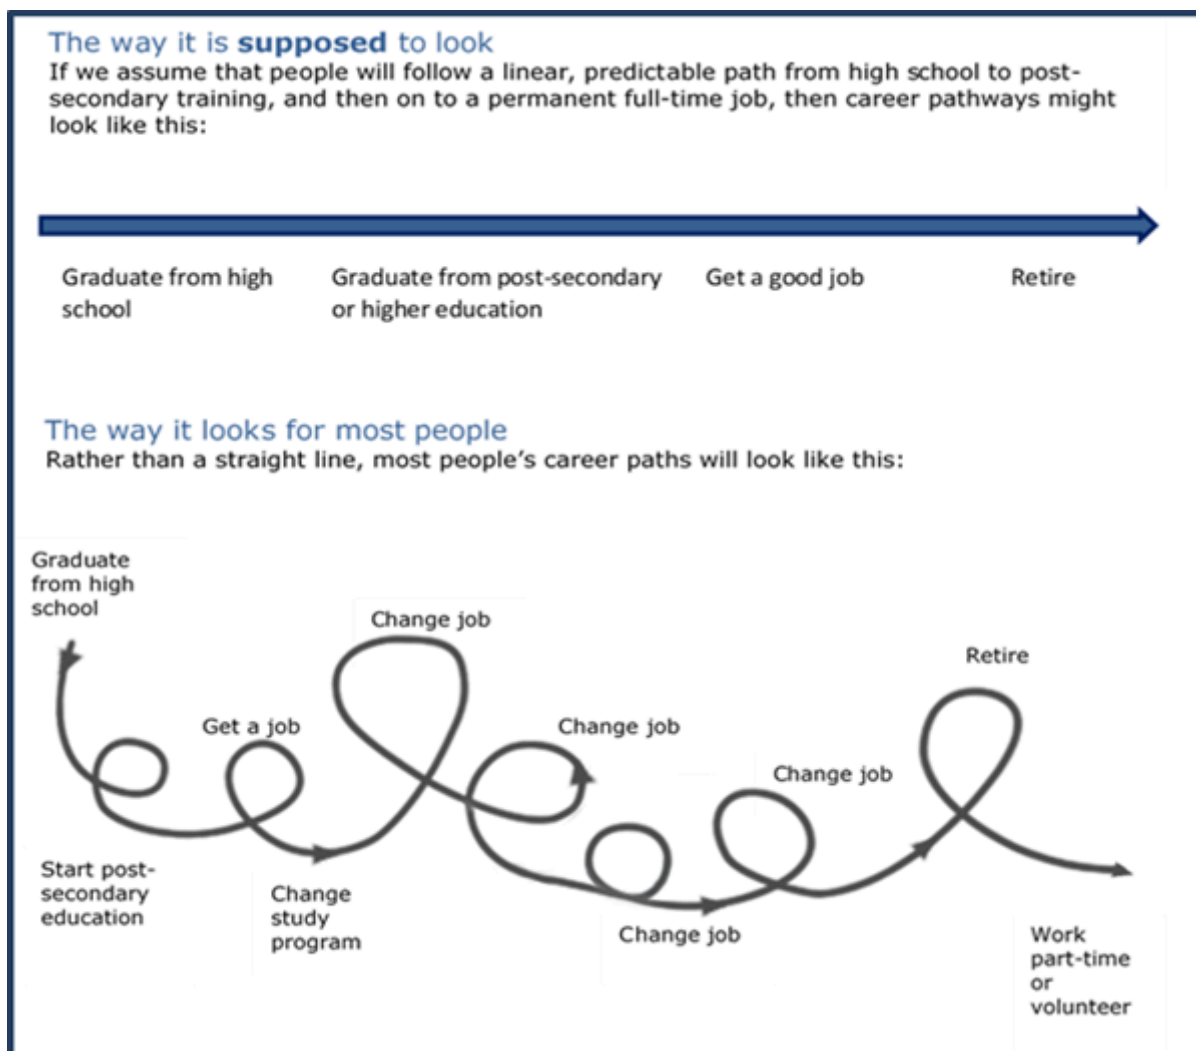 The way it is supposed to look
If we assume that people will follow a linear, predictable path from high school to post-
secondary training, and then on to a permanent full-time job, then career pathways might
look like this:
Graduate from high
school
Graduate from post-secondary
or higher education
Get a good job
Retire
The way it looks for most people
Rather than a straight line, most people’s career paths will look like this:
Graduate
from high
school
Start post-
secondary
education
Get a job
Change
study
program
Change job
Change job
Change job
Change job
Retire
Work
part-time
or
volunteer